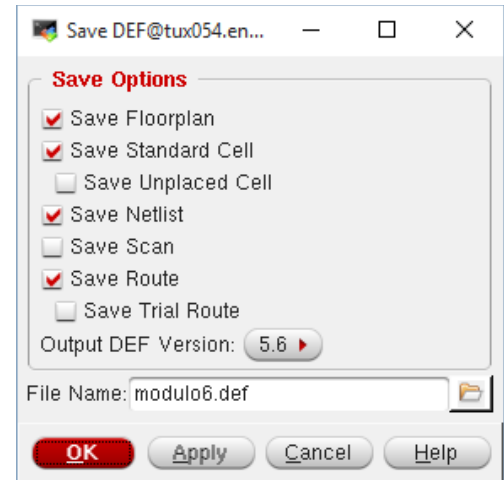 Save DEF@tux054.en...
Save Options
Save Floorplan
Save Standard Cell
Save Unplaced Cell
Save Netlist
Save Scan
Save Route
Save Trial Route
Output DEF Version: 5.6
File Name: modulo6.def
OK Apply Cancel Help